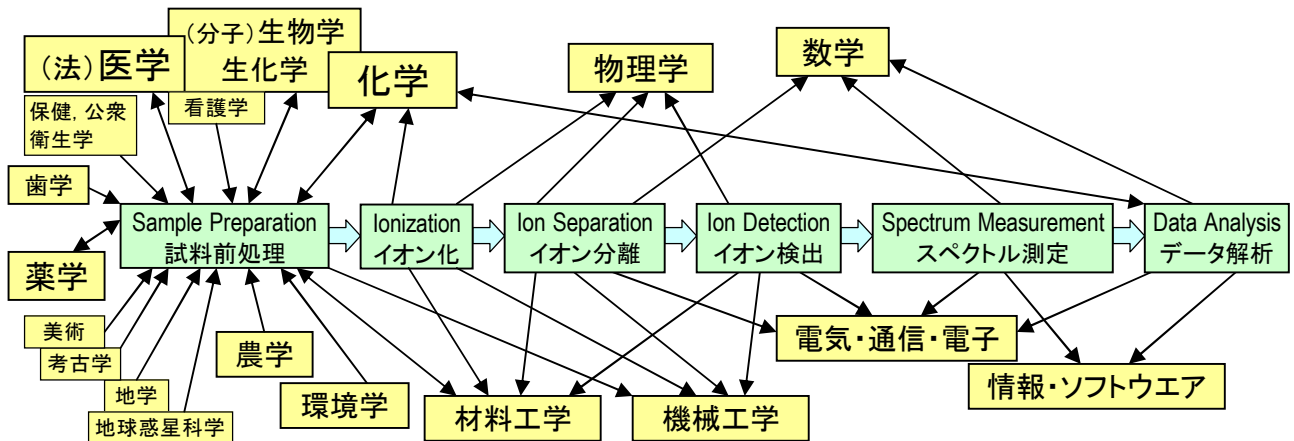 (法)医学
(分子)生物学
生化学
化学
物理学
数学
保健, 公衆
衛生学
看護学
歯学
薬学
Sample Preparation
試料前処理
Ionization
イオン化
Ion Separation
イオン分離
Ion Detection
イオン検出
Spectrum Measurement
スペクトル測定
Data Analysis
データ解析
美術
考古学
地学
地球惑星科学
農学
環境学
材料工学
機械工学
電気・通信・電子
情報・ソフトウエア